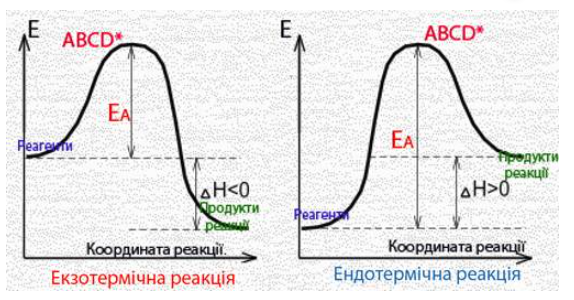 E
ABCD*
EA
Реагенти
ΔH<0
Продукти
реакції
Координата реакції.
Екзотермічна реакція
E
ABCD*
EA
Продукти
реакції
ΔH>0
Реагенти
Координата реакції
Ендотермічна реакція